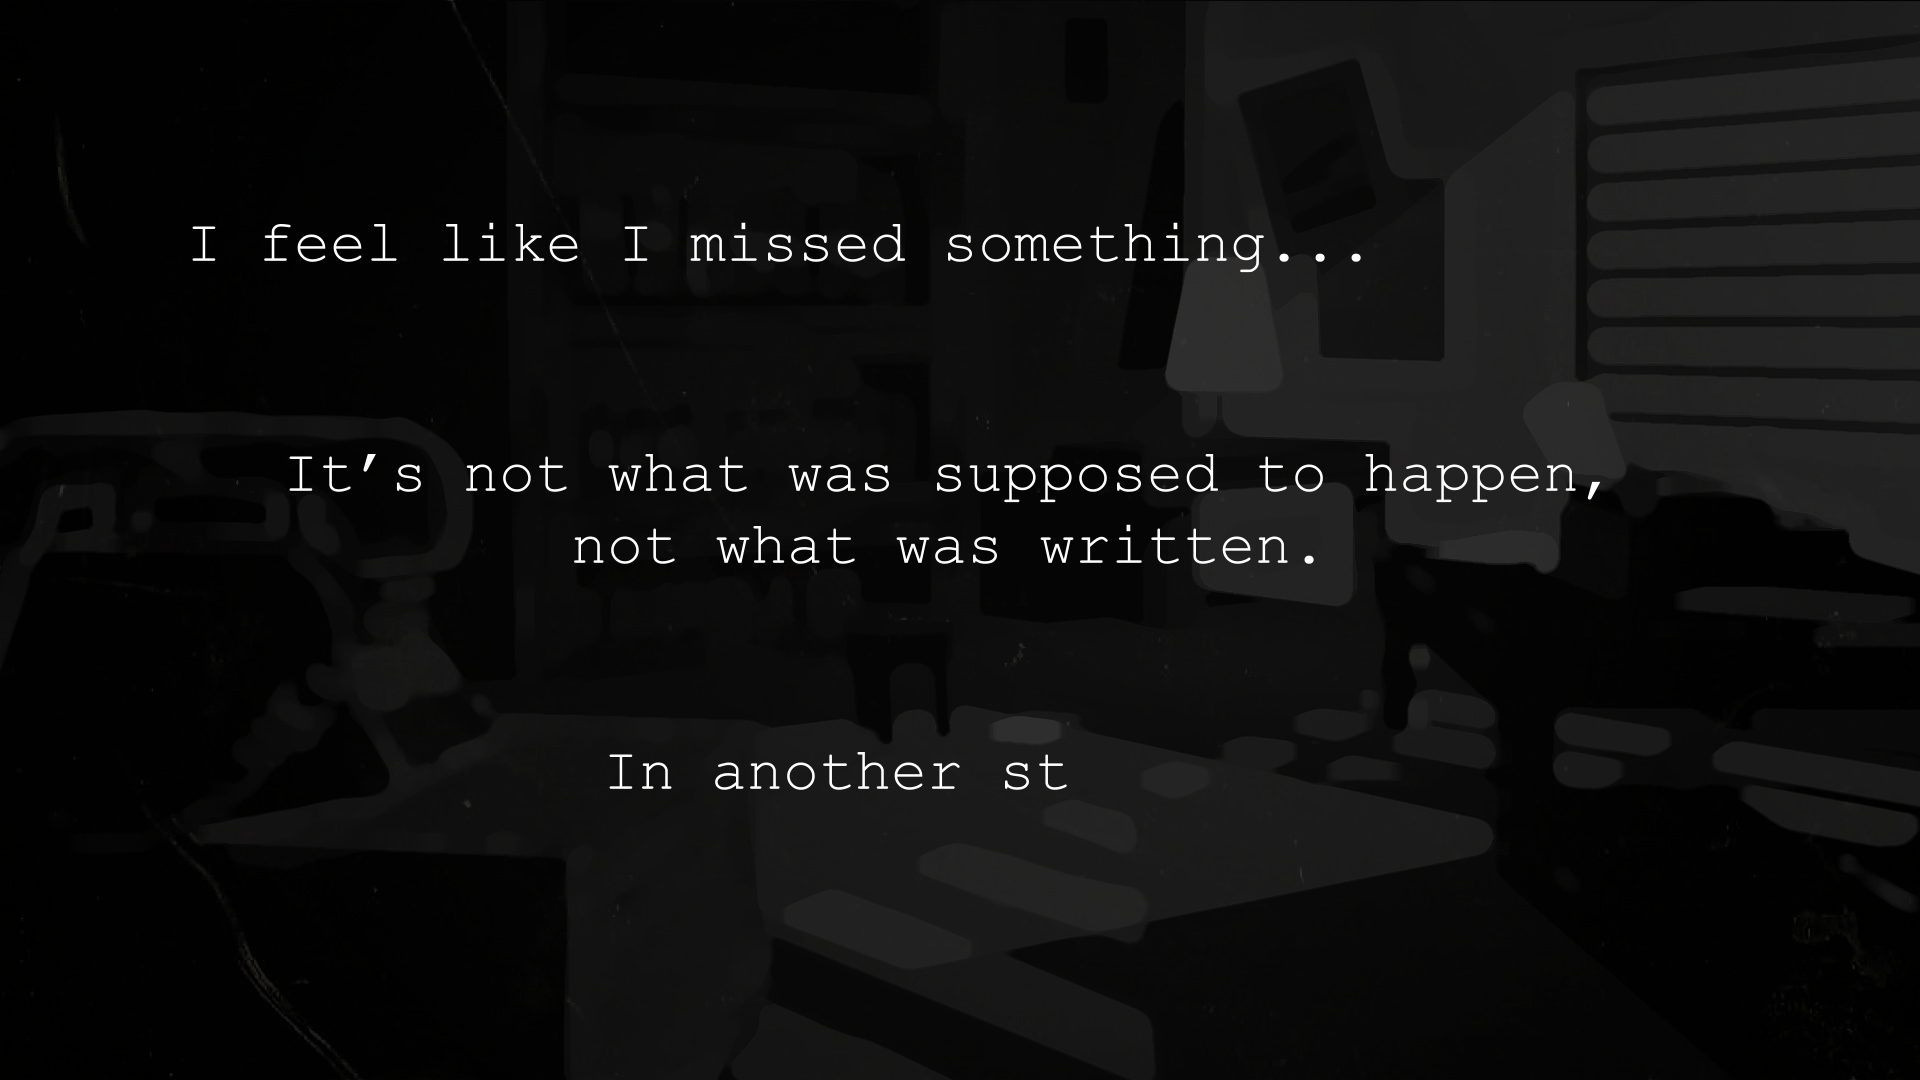 I feel like I missed something...
It’s not what was supposed to happen,
not what was written.
In another st